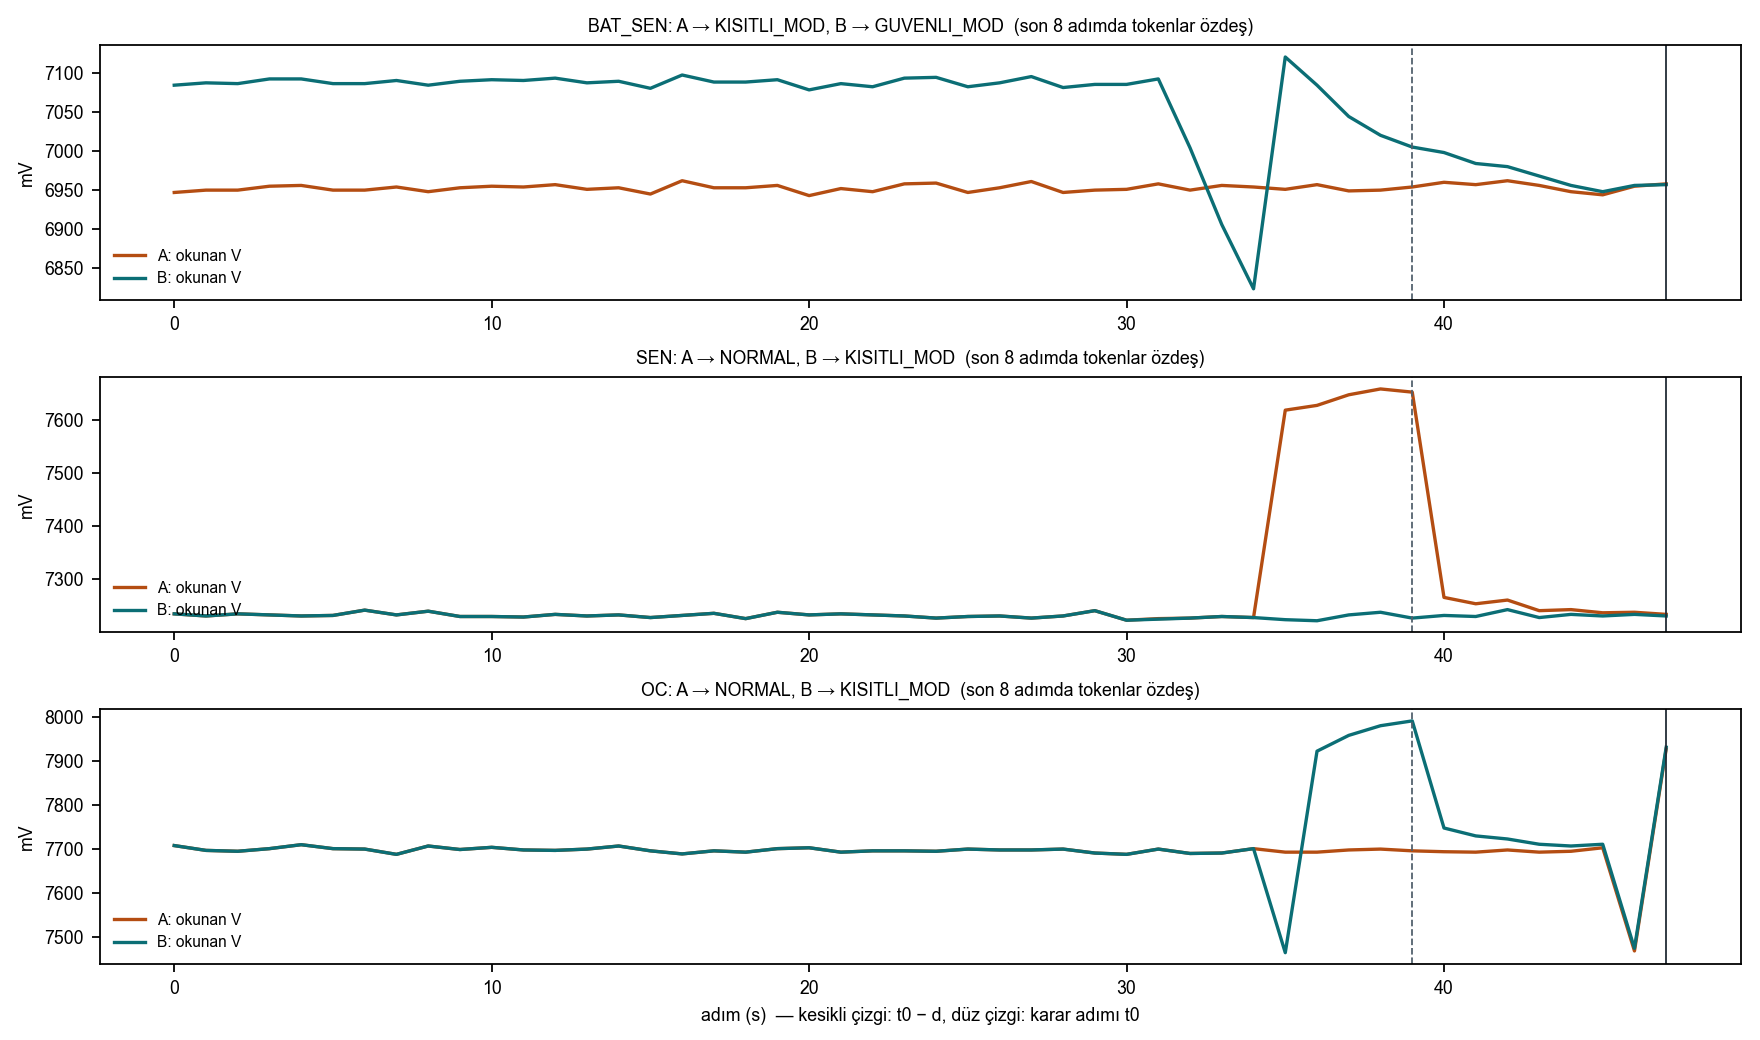 BAT_SEN: A → KISITLI_MOD, B → GUVENLI_MOD (son 8 adımda tokenlar özdeş)
mV
7100
7050
7000
6950
6900
6850
A: okunan V
B: okunan V
0 10 20 30 40
SEN: A → NORMAL, B → KISITLI_MOD (son 8 adımda tokenlar özdeş)
mV
7600
7500
7400
7300
A: okunan V
B: okunan V
0 10 20 30 40
OC: A → NORMAL, B → KISITLI_MOD (son 8 adımda tokenlar özdeş)
mV
8000
7900
7800
7700
7600
7500
A: okunan V
B: okunan V
0 10 20 30 40
adım (s) — kesikli çizgi: t0 − d, düz çizgi: karar adımı t0